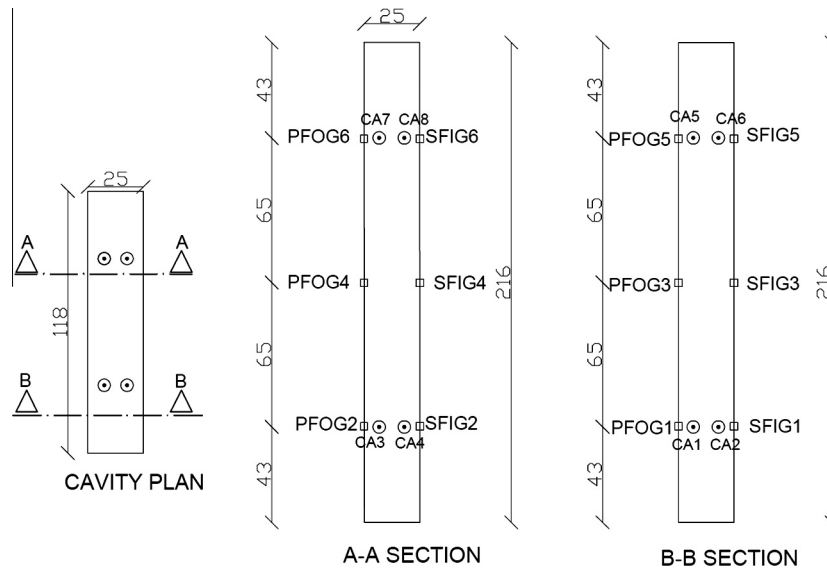 25
A A
B B
118
CAVITY PLAN
25
43
65
65
43
216
CA7 CA8
PFOG6 SFIG6
PFOG4 SFIG4
PFOG2 SFIG2
CA3 CA4
A-A SECTION
43
65
65
43
216
CA5 CA6
PFOG5 SFIG5
PFOG3 SFIG3
PFOG1 SFIG1
CA1 CA2
B-B SECTION